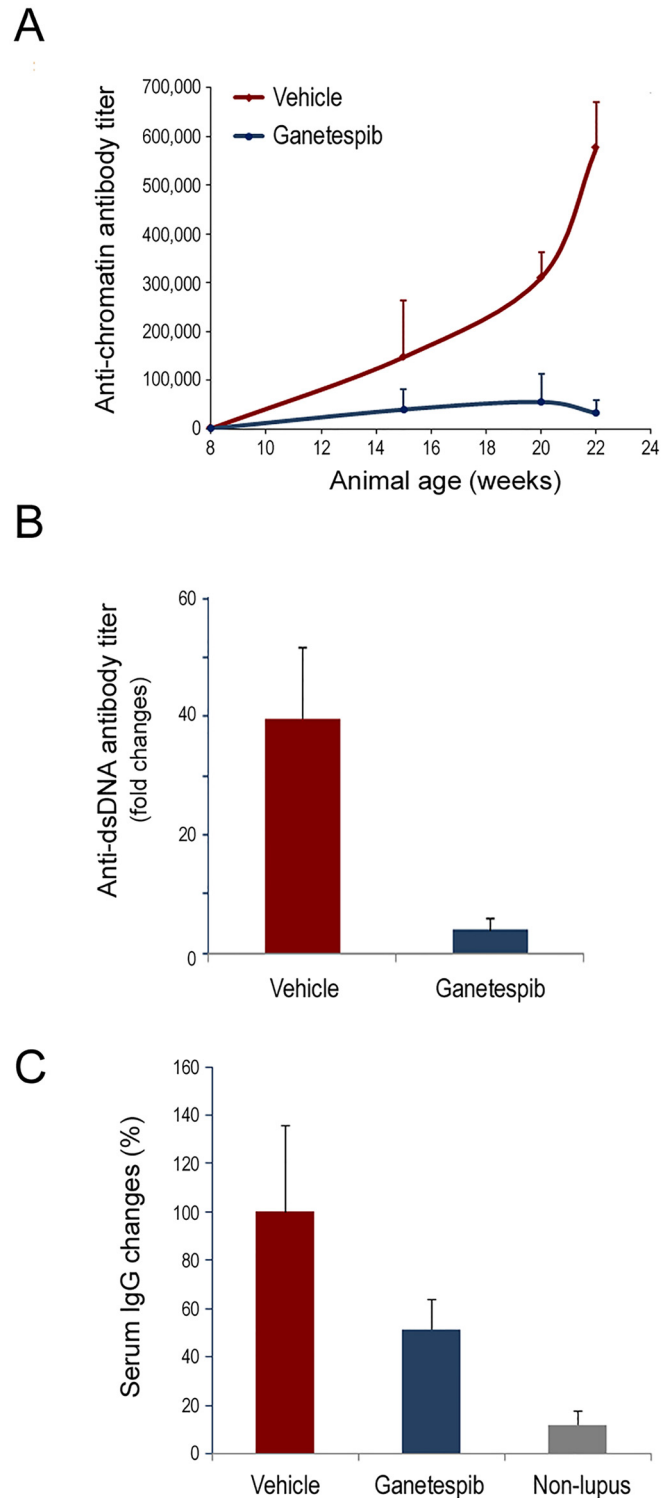 A
Anti-chromatin antibody titer
700,000
600,000
500,000
400,000
300,000
200,000
100,000
0
Vehicle
Ganetespib
8 10 12 14 16 18 20 22 24
Animal age (weeks)
B
Anti-dsDNA antibody titer
(fold changes)
60
40
20
0
Vehicle Ganetespib
C
Serum IgG changes (%)
160
140
120
100
80
60
40
20
0
Vehicle Ganetespib Non-lupus